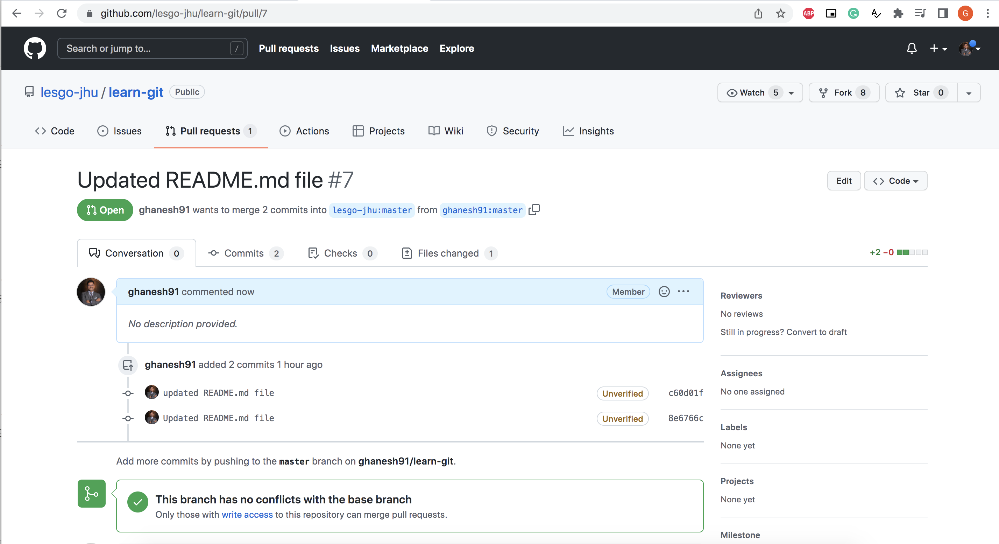 github.com/lesgo-jhu/learn-git/pull/7
ABP
G
G
Search or jump to...
/
Pull requests
Issues
Marketplace
Explore
lesgo-jhu / learn-git
Public
Watch 5
Fork 8
Star 0
Code
Issues
Pull requests 1
Actions
Projects
Wiki
Security
Insights
Updated README.md file #7
Edit
Code
Open
ghanesh91 wants to merge 2 commits into lesgo-jhu:master from ghanesh91:master
Conversation 0
Commits 2
Checks 0
Files changed 1
+2 −0
ghanesh91 commented now
Member
No description provided.
ghanesh91 added 2 commits 1 hour ago
updated README.md file
Unverified
c60d01f
Updated README.md file
Unverified
8e6766c
Add more commits by pushing to the master branch on ghanesh91/learn-git.
This branch has no conflicts with the base branch
Only those with write access to this repository can merge pull requests.
Reviewers
No reviews
Still in progress? Convert to draft
Assignees
No one assigned
Labels
None yet
Projects
None yet
Milestone